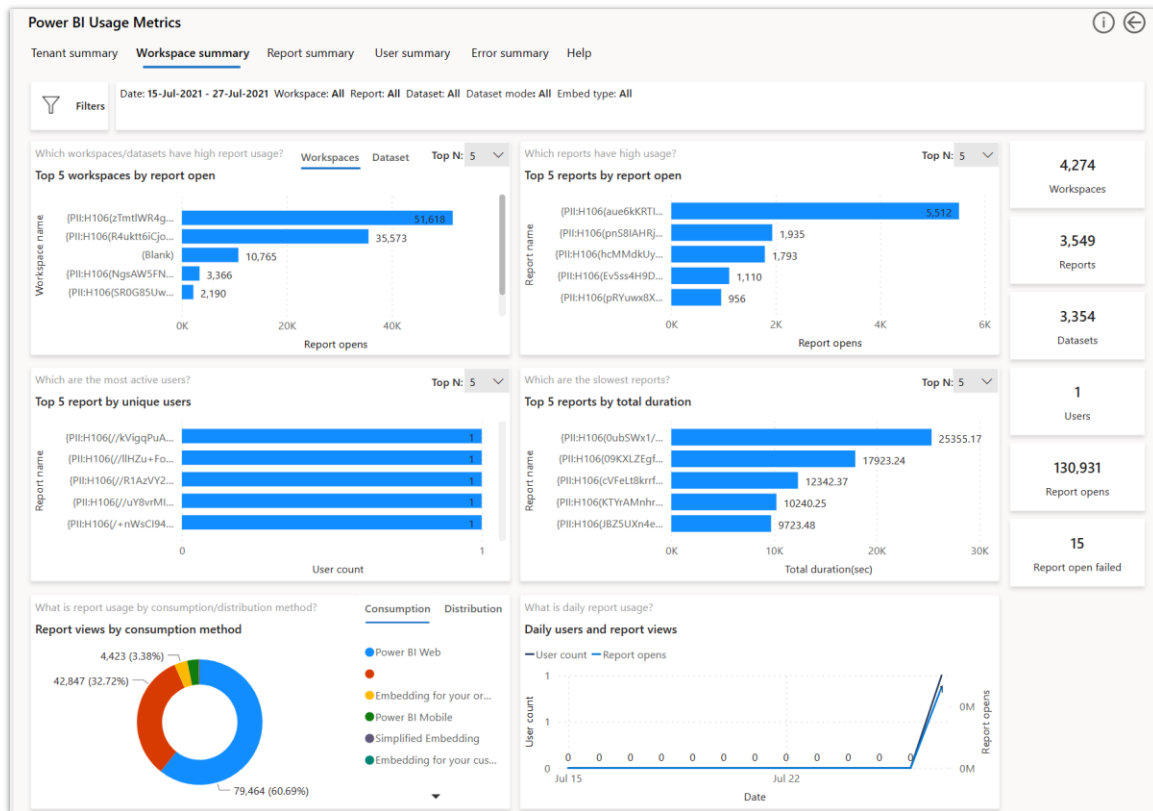 Power BI Usage Metrics
Tenant summary Workspace summary Report summary User summary Error summary Help
Filters
Date: 15-Jul-2021 - 27-Jul-2021 Workspace: All Report: All Dataset: All Dataset mode: All Embed type: All
Which workspaces/datasets have high report usage? Workspaces Dataset Top N: 5
Top 5 workspaces by report open
Workspace name
{PII:H106(zTmtlWR4g... 51,618
{PII:H106(R4uktt6iCjo... 35,573
(Blank) 10,765
{PII:H106(NgsAW5FN... 3,366
{PII:H106(SR0G85Uw... 2,190
0K 20K 40K
Report opens
Which reports have high usage? Top N: 5
Top 5 reports by report open
Report name
{PII:H106(aue6kKRTI... 5,512
{PII:H106(pnS8IAHRj... 1,935
{PII:H106(hcMMdkUy... 1,793
{PII:H106(Ev5ss4H9D... 1,110
{PII:H106(pRYuwx8X... 956
0K 2K 4K 6K
Report opens
4,274
Workspaces
3,549
Reports
3,354
Datasets
1
Users
130,931
Report opens
15
Report open failed
Which are the most active users? Top N: 5
Top 5 report by unique users
Report name
{PII:H106(//kVigqPuA... 1
{PII:H106(//llHZu+Fo... 1
{PII:H106(//R1AzVY2... 1
{PII:H106(//uY8vrMI... 1
{PII:H106(/+nWsCl94... 1
0 1
User count
Which are the slowest reports? Top N: 5
Top 5 reports by total duration
Report name
{PII:H106(0ubSWx1/... 25355.17
{PII:H106(09KXLZEgf... 17923.24
{PII:H106(cVFeLt8krrf... 12342.37
{PII:H106(KTYrAMnhr... 10240.25
{PII:H106(JBZ5UXn4e... 9723.48
0K 10K 20K 30K
Total duration(sec)
What is report usage by consumption/distribution method? Consumption Distribution
Report views by consumption method
4,423 (3.38%)
42,847 (32.72%)
79,464 (60.69%)
Power BI Web
Embedding for your or...
Power BI Mobile
Simplified Embedding
Embedding for your cus...
What is daily report usage?
Daily users and report views
User count Report opens
User count
1
1
0
0 0 0 0 0 0 0 0 0 0 0 0
Jul 15 Jul 22
Date
0M
0M
Report opens